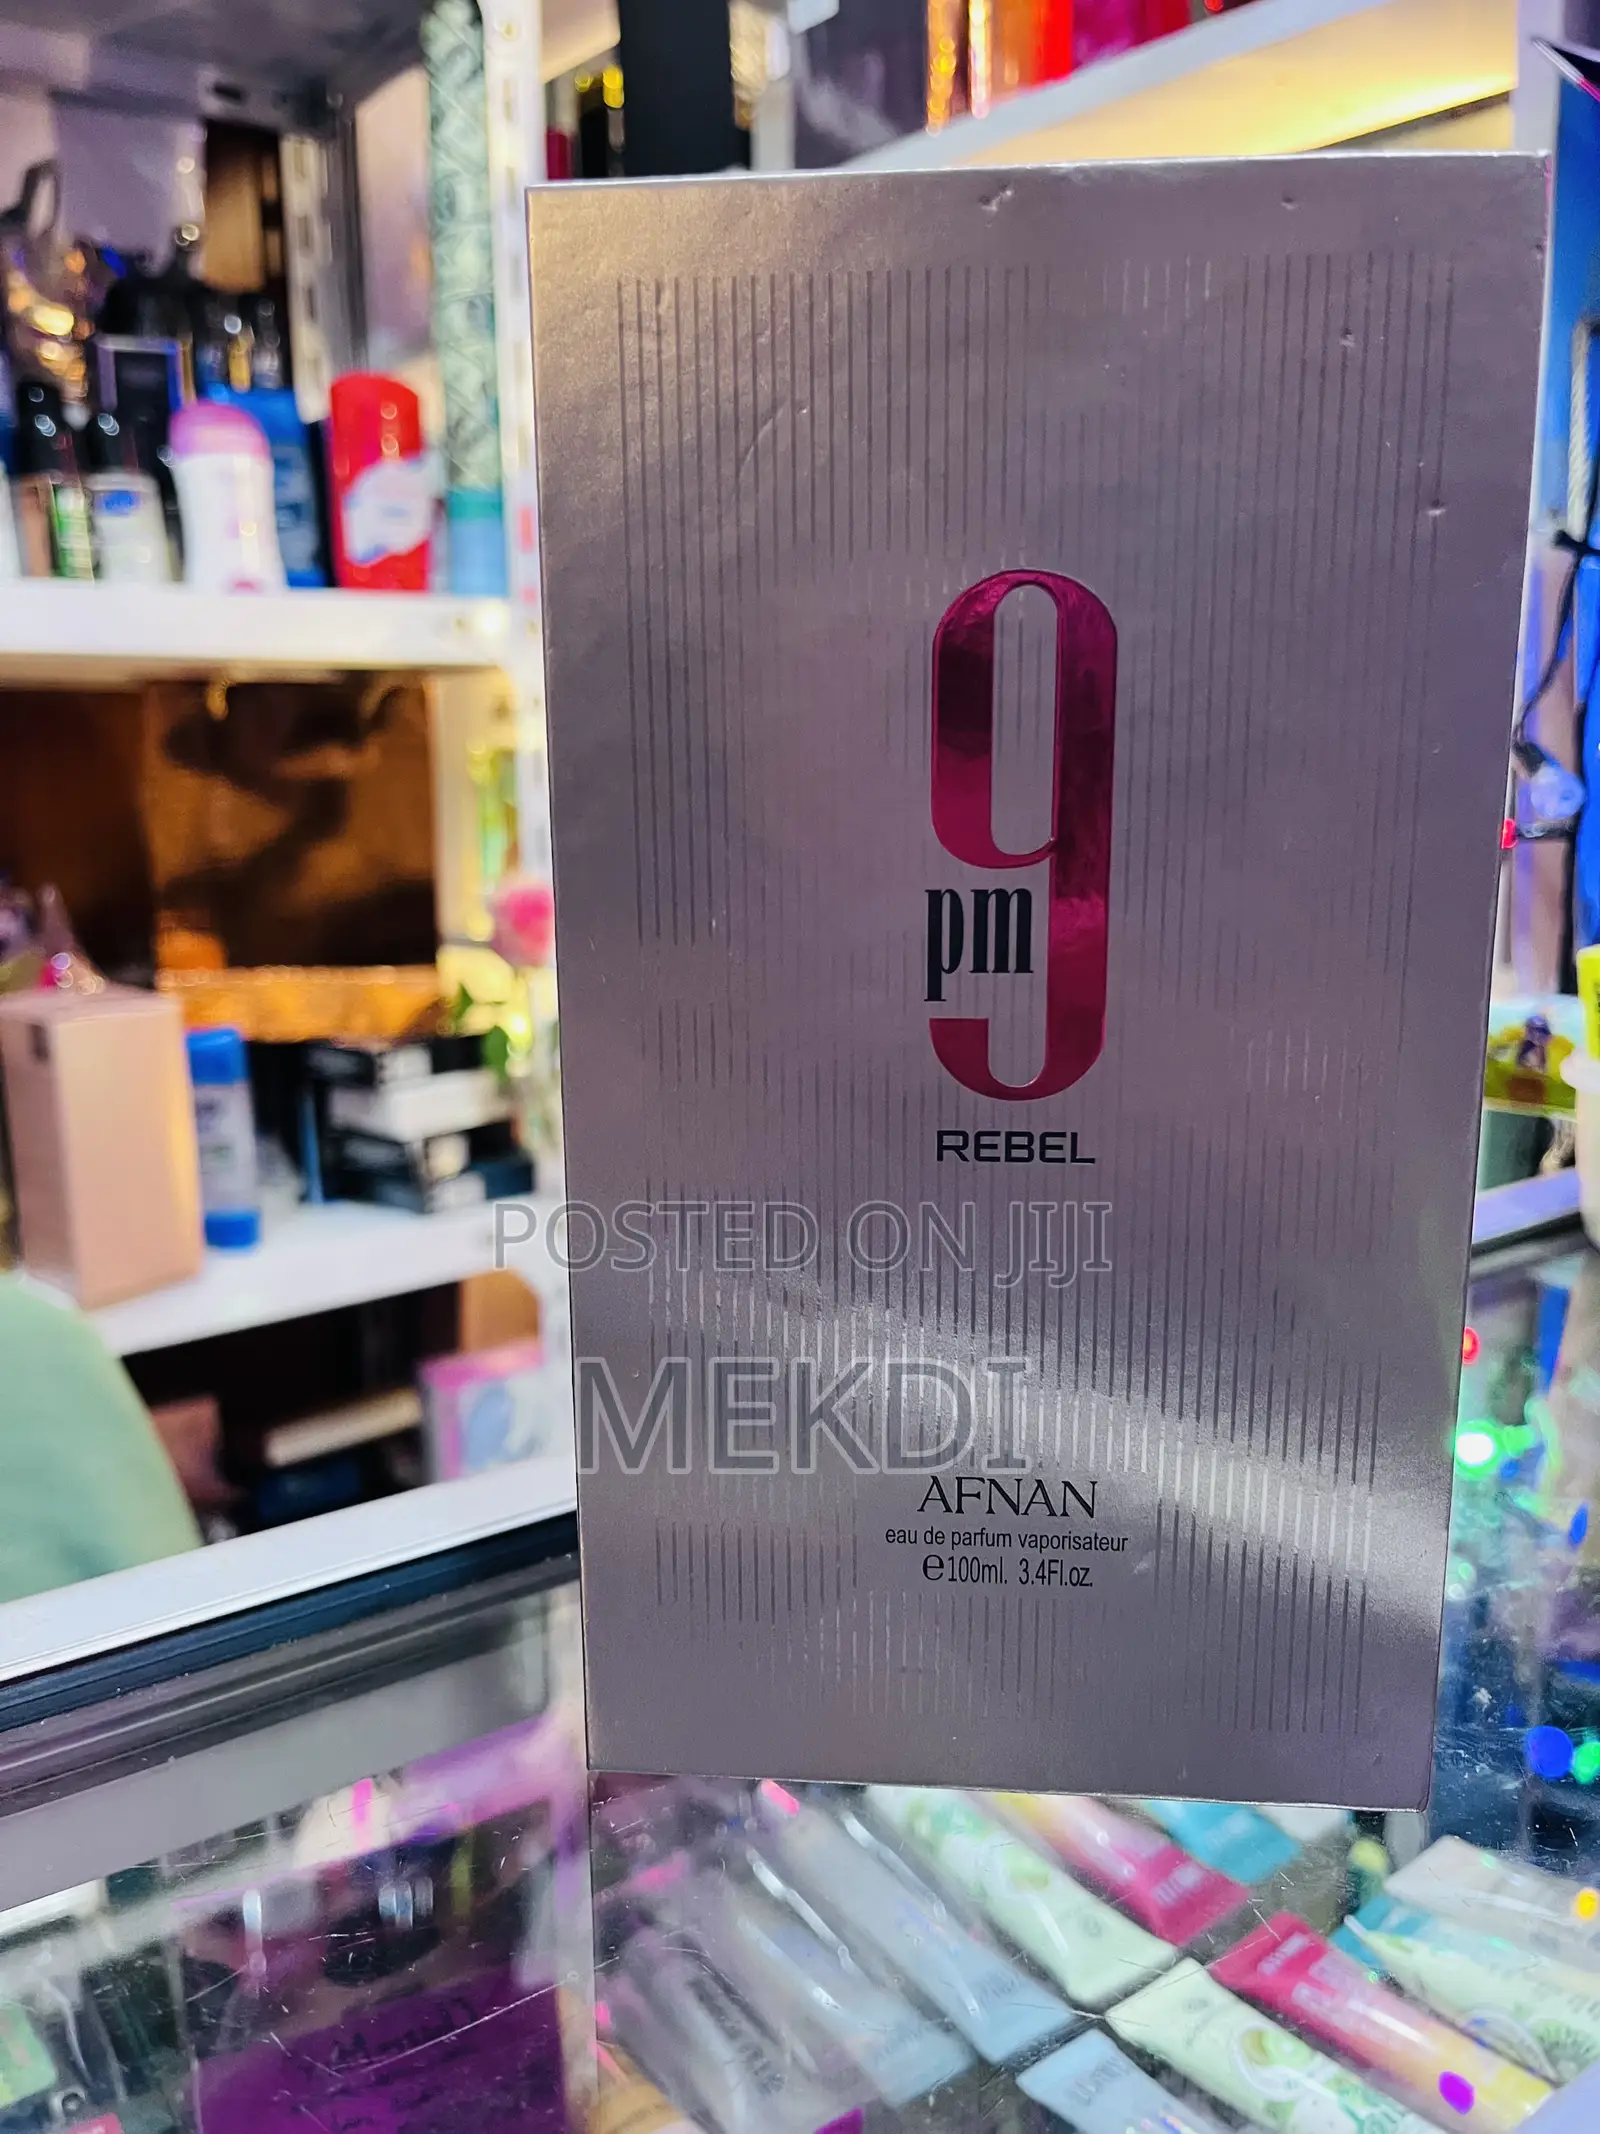 9
pm
REBEL
POSTED ON JIJI
MEKDI
AFNAN
eau de parfum vaporisateur
e100ml. 3.4Fl.oz.